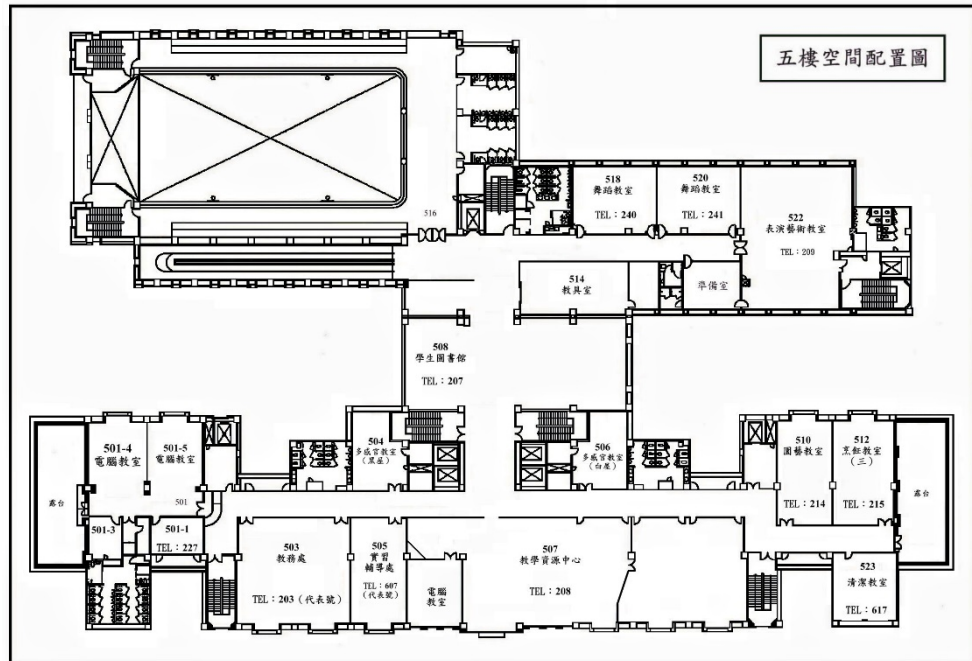 五樓空間配置圖
516
518
舞蹈教室
TEL：240
520
舞蹈教室
TEL：241
522
表演藝術教室
TEL：209
514
教具室
準備室
508
學生圖書館
TEL：207
501-4
電腦教室
501-5
電腦教室
504
多感官教室
（黑屋）
506
多感官教室
（白屋）
510
園藝教室
TEL：214
512
烹飪教室
（三）
TEL：215
露台
露台
501
501-3
501-1
TEL：227
503
教務處
TEL：203（代表號）
505
實習
輔導處
TEL：607
（代表號）
電腦
教室
507
教學資源中心
TEL：208
523
清潔教室
TEL：617